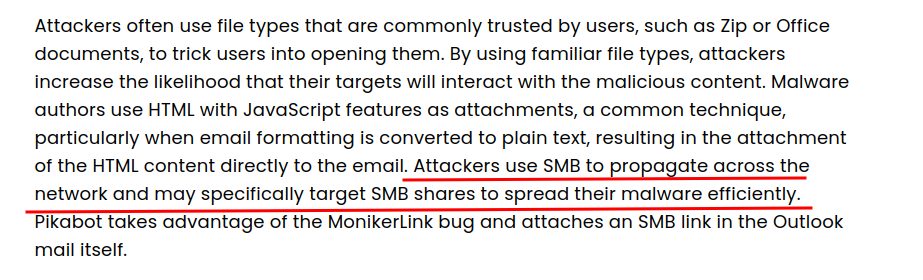 Attackers often use file types that are commonly trusted by users, such as Zip or Office
documents, to trick users into opening them. By using familiar file types, attackers
increase the likelihood that their targets will interact with the malicious content. Malware
authors use HTML with JavaScript features as attachments, a common technique,
particularly when email formatting is converted to plain text, resulting in the attachment
of the HTML content directly to the email. Attackers use SMB to propagate across the
network and may specifically target SMB shares to spread their malware efficiently.
Pikabot takes advantage of the MonikerLink bug and attaches an SMB link in the Outlook
mail itself.